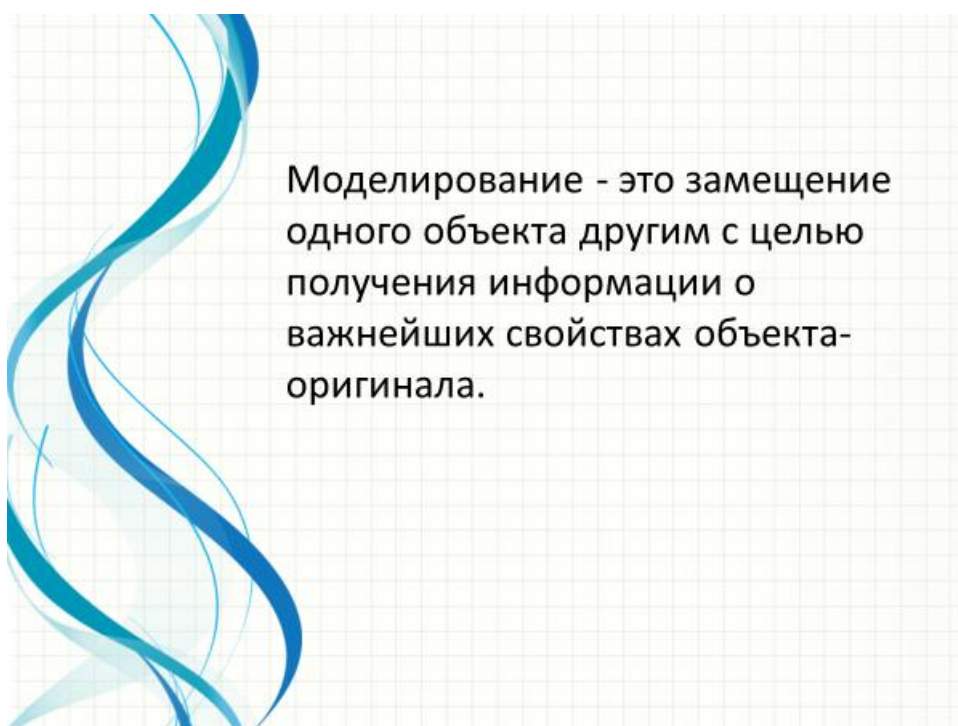 Моделирование - это замещение
одного объекта другим с целью
получения информации о
важнейших свойствах объекта-
оригинала.